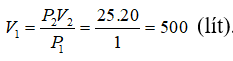 V₁ = P₂V₂/P₁ = 25.20/1 = 500 (lít).